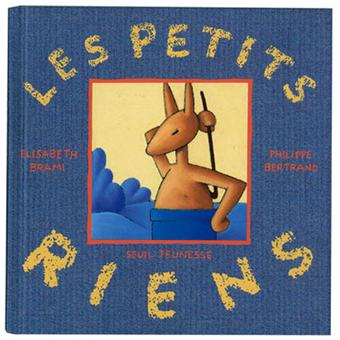 LES PETITS
ELISABETH
BRAMI
PHILIPPE
BERTRAND
SEUIL JEUNESSE
RIENS